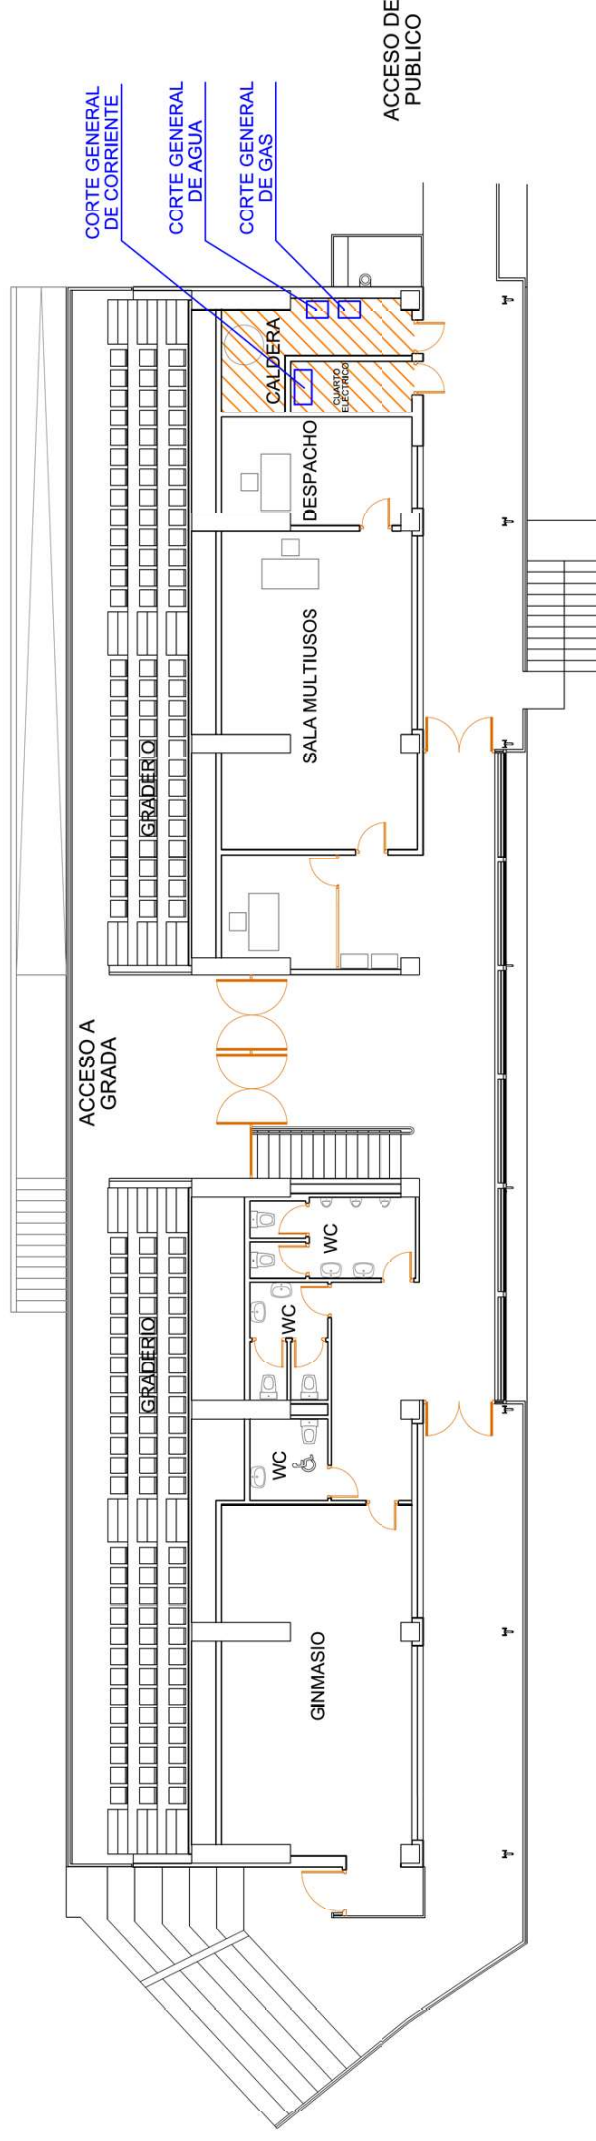 ACCESO DE
PUBLICO
CORTE GENERAL
DE CORRIENTE
CORTE GENERAL
DE AGUA
CORTE GENERAL
DE GAS
CALDERA
CUARTO
ELECTRICO
DESPACHO
SALA MULTIUSOS
GRADERIO
ACCESO A
GRADA
GRADERIO
WC
WC
WC
GINMASIO